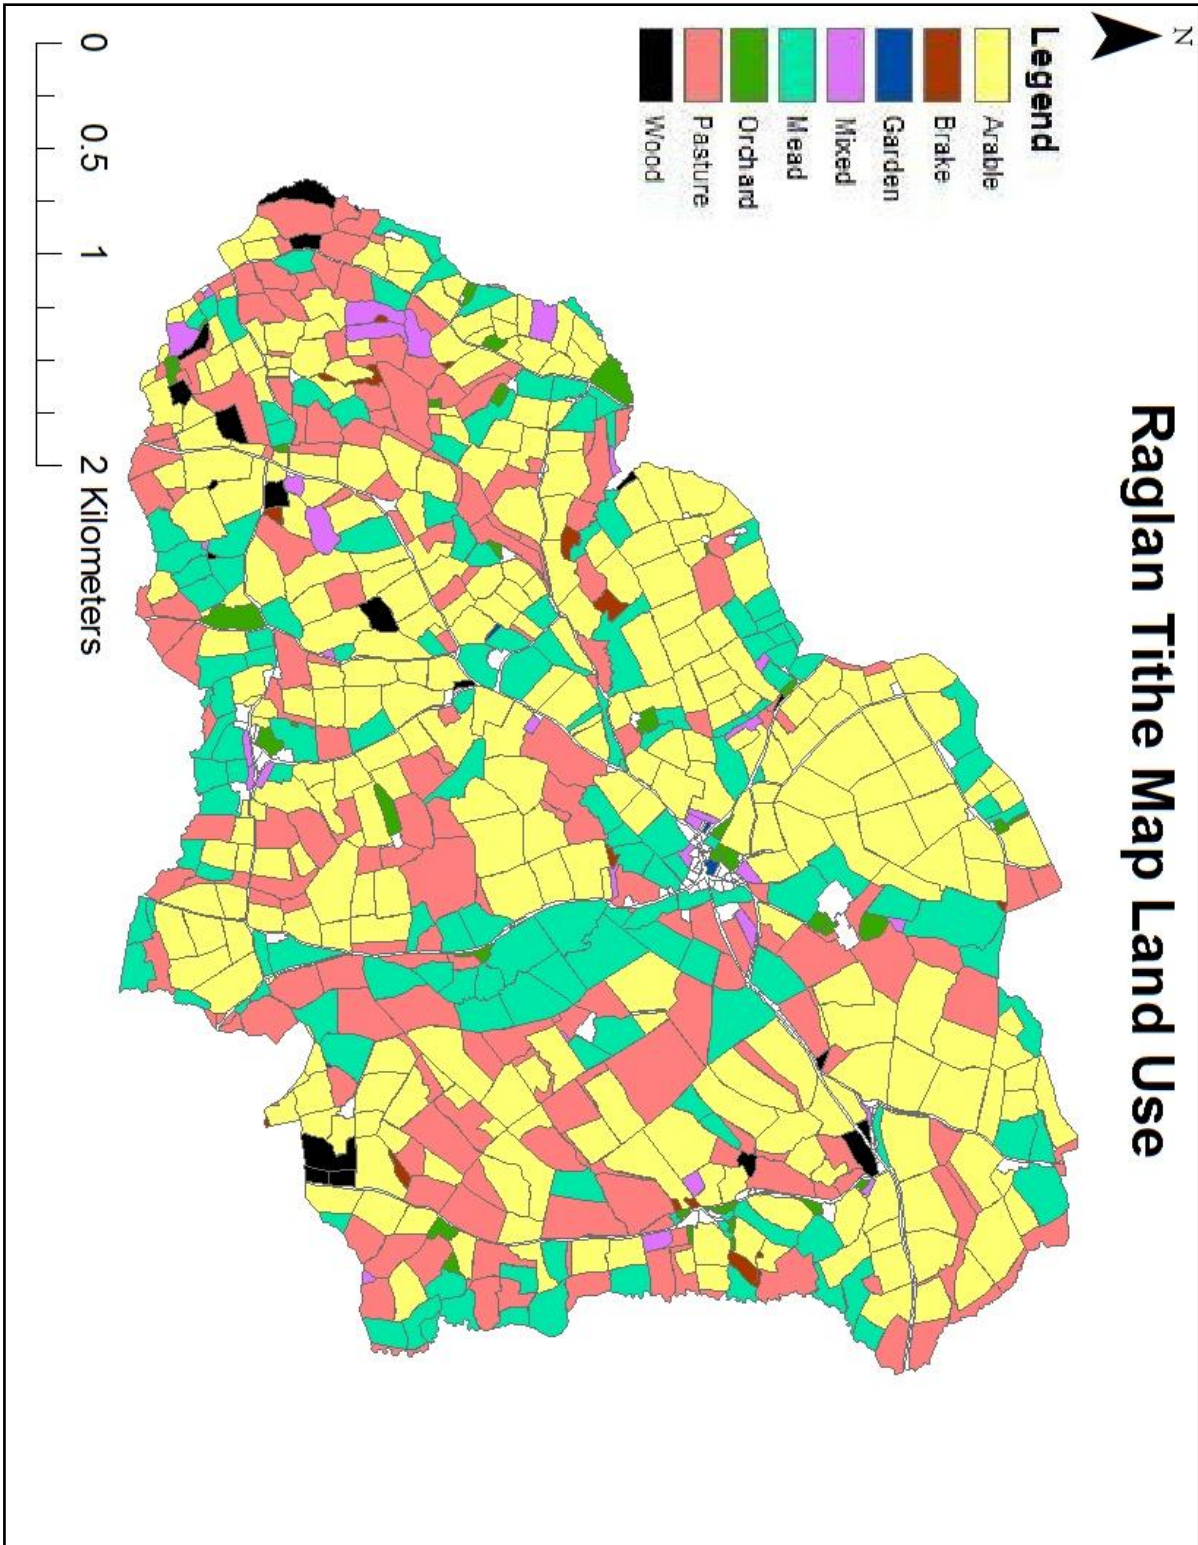 Raglan Tithe Map Land Use
N
Legend
Arable
Brake
Garden
Mixed
Mead
Orchard
Pasture
Wood
0 0.5 1 2 Kilometers